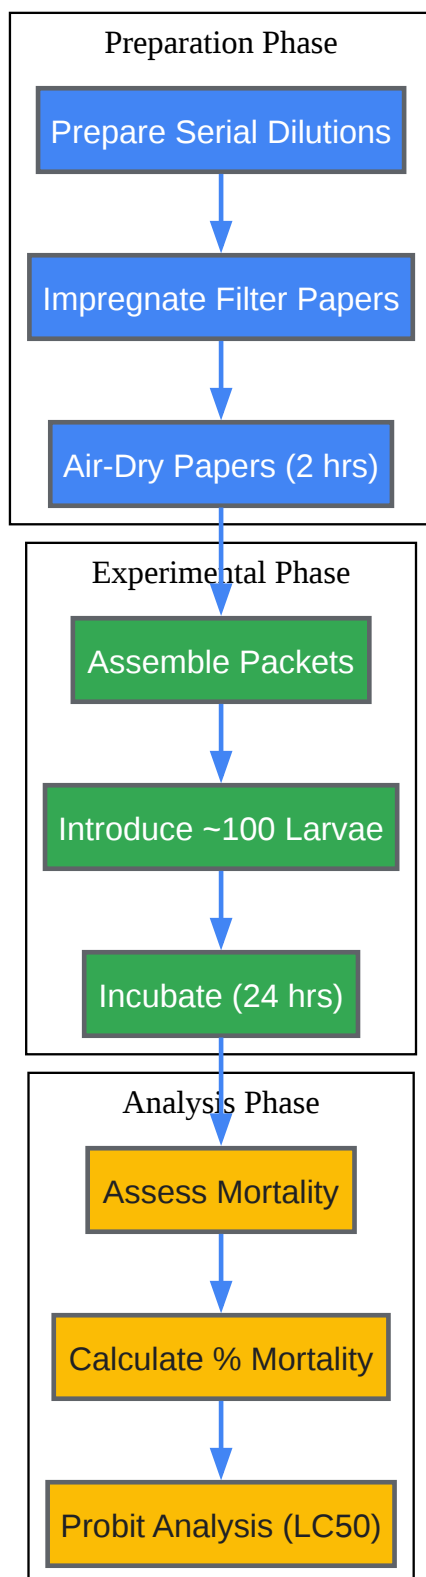 Preparation Phase
Prepare Serial Dilutions
Impregnate Filter Papers
Air-Dry Papers (2 hrs)
Experimental Phase
Assemble Packets
Introduce ~100 Larvae
Incubate (24 hrs)
Analysis Phase
Assess Mortality
Calculate % Mortality
Probit Analysis (LC50)